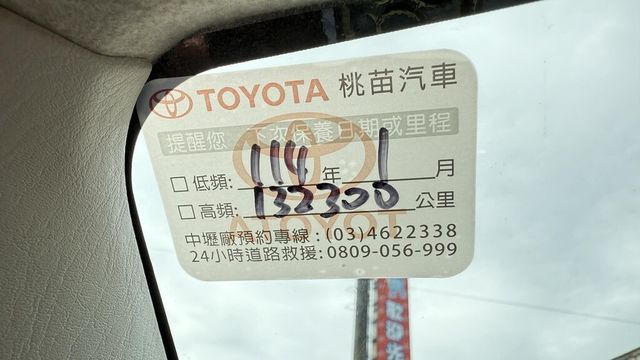 TOYOTA 桃苗汽車
提醒您 下次保養日期或里程
□低頻: 114 年 1 月
□高頻: 132300 公里
中壢廠預約專線:(03)4622338
24小時道路救援:0809-056-999